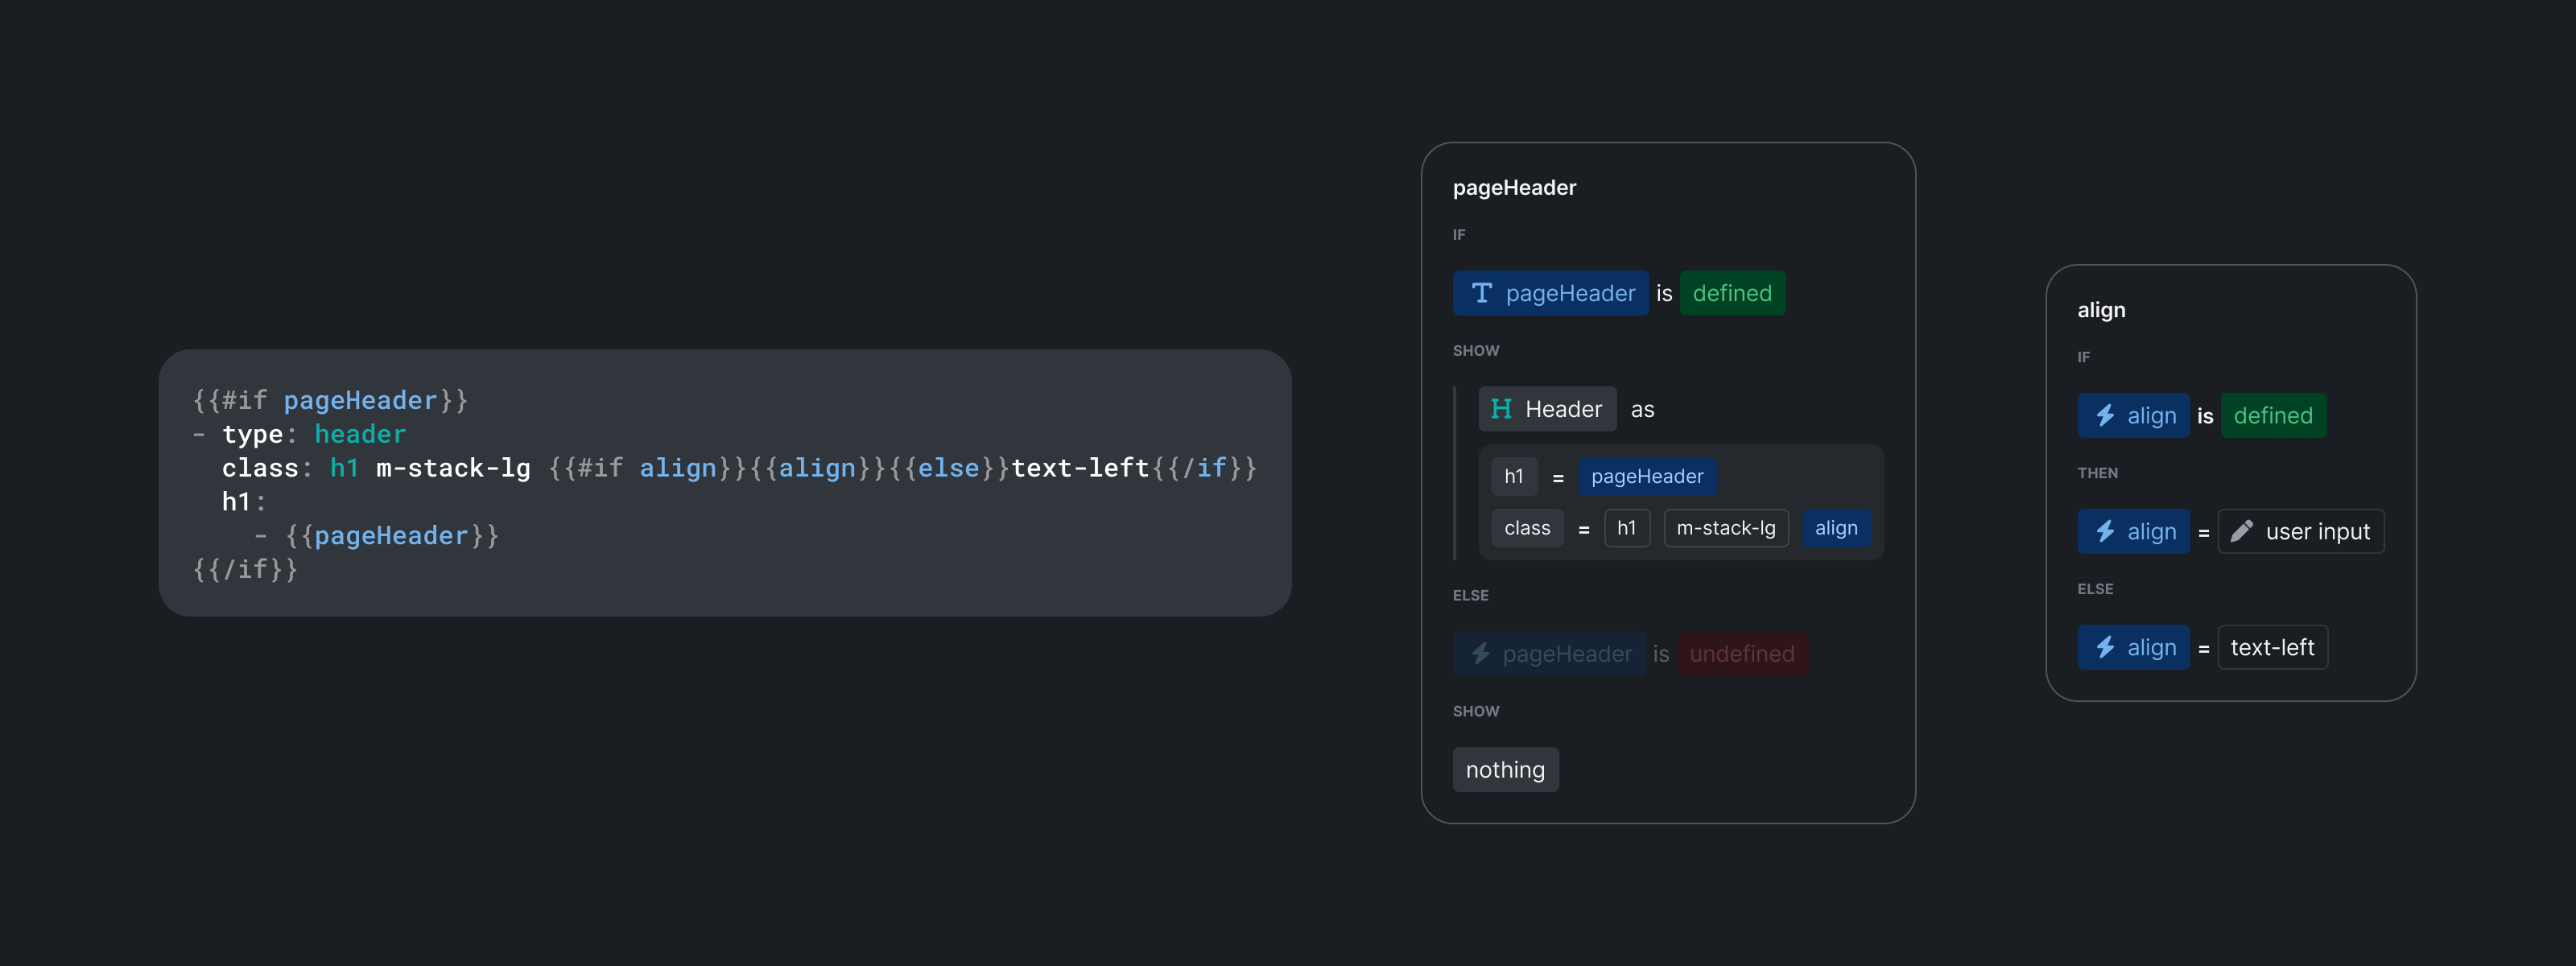 {{#if pageHeader}}
- type: header
  class: h1 m-stack-lg {{#if align}}{{align}}{{else}}text-left{{/if}}
  h1:
    - {{pageHeader}}
{{/if}}
pageHeader
IF
pageHeader is defined
SHOW
Header as
h1 = pageHeader
class = h1 m-stack-lg align
ELSE
pageHeader is undefined
SHOW
nothing
align
IF
align is defined
THEN
align = user input
ELSE
align = text-left